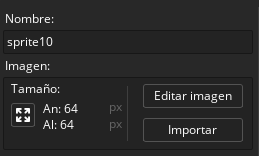 Nombre:
sprite10
Imagen:
Tamaño:
An: 64 px
Al: 64 px
Editar imagen
Importar